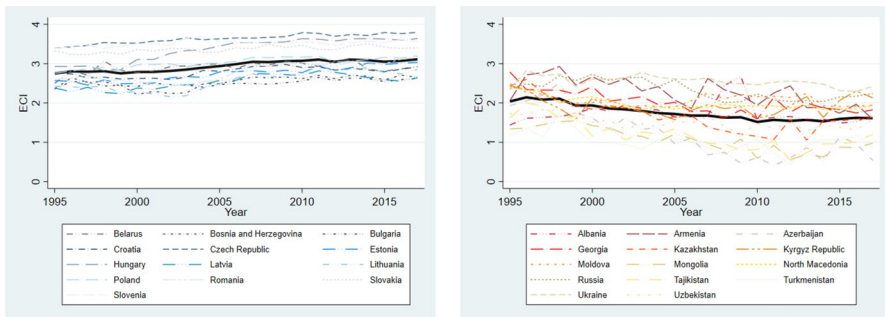 4
3
2
1
0
ECI
1995
2000
2005
2010
2015
Year
Belarus
Bosnia and Herzegovina
Bulgaria
Croatia
Czech Republic
Estonia
Hungary
Latvia
Lithuania
Poland
Romania
Slovakia
Slovenia
4
3
2
1
0
ECI
1995
2000
2005
2010
2015
Year
Albania
Armenia
Azerbaijan
Georgia
Kazakhstan
Kyrgyz Republic
Moldova
Mongolia
North Macedonia
Russia
Tajikistan
Turkmenistan
Ukraine
Uzbekistan